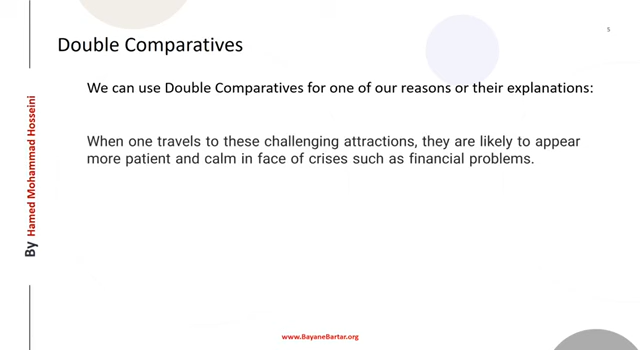 5
Double Comparatives
We can use Double Comparatives for one of our reasons or their explanations:
When one travels to these challenging attractions, they are likely to appear
more patient and calm in face of crises such as financial problems.
By Hamed Mohammad Hosseini
www.BayaneBartar.org